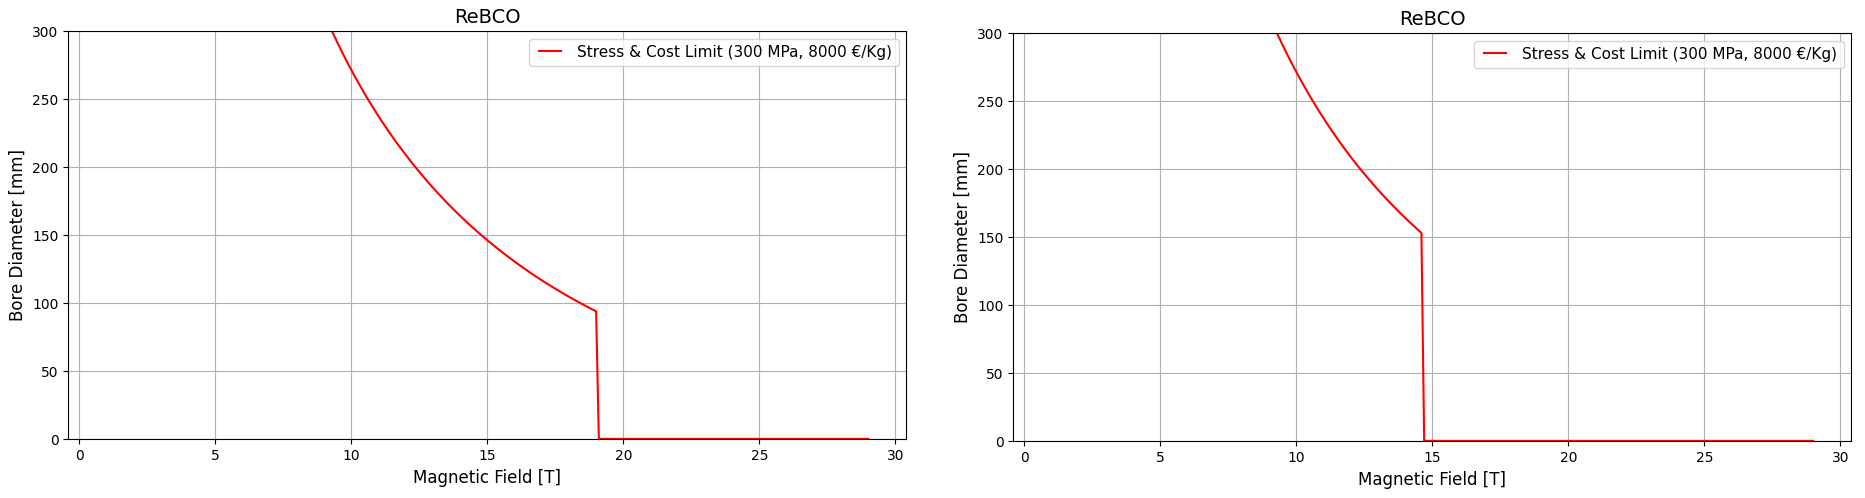 ReBCO
Stress & Cost Limit (300 MPa, 8000 €/Kg)
300
250
200
150
100
50
0
Bore Diameter [mm]
0 5 10 15 20 25 30
Magnetic Field [T]
ReBCO
Stress & Cost Limit (300 MPa, 8000 €/Kg)
300
250
200
150
100
50
0
Bore Diameter [mm]
0 5 10 15 20 25 30
Magnetic Field [T]